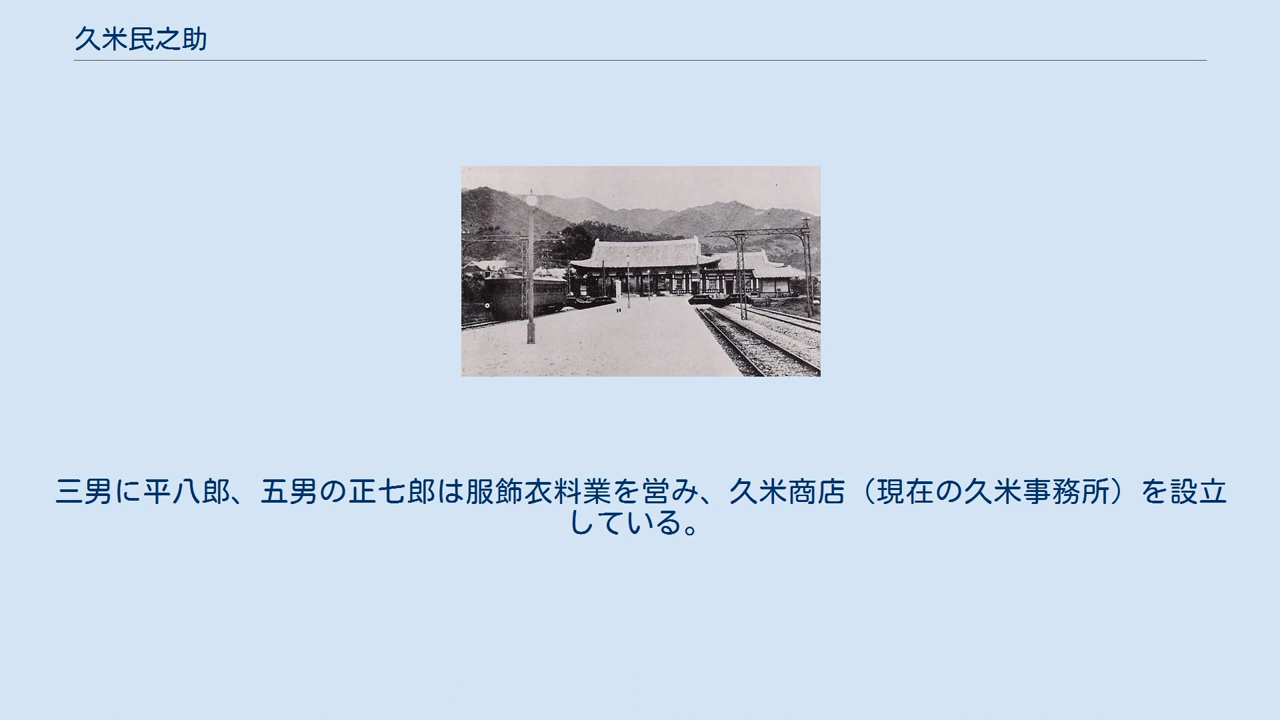 久米民之助
三男に平八郎、五男の正七郎は服飾衣料業を営み、久米商店（現在の久米事務所）を設立
している。